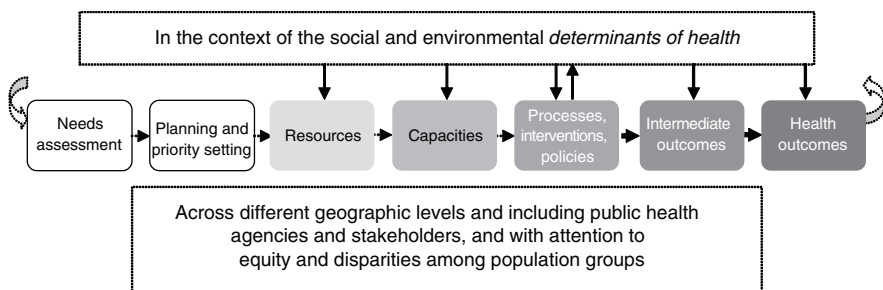 In the context of the social and environmental determinants of health
Needs
assessment
Planning and
priority setting
Resources
Capacities
Processes,
interventions,
policies
Intermediate
outcomes
Health
outcomes
Across different geographic levels and including public health
agencies and stakeholders, and with attention to
equity and disparities among population groups